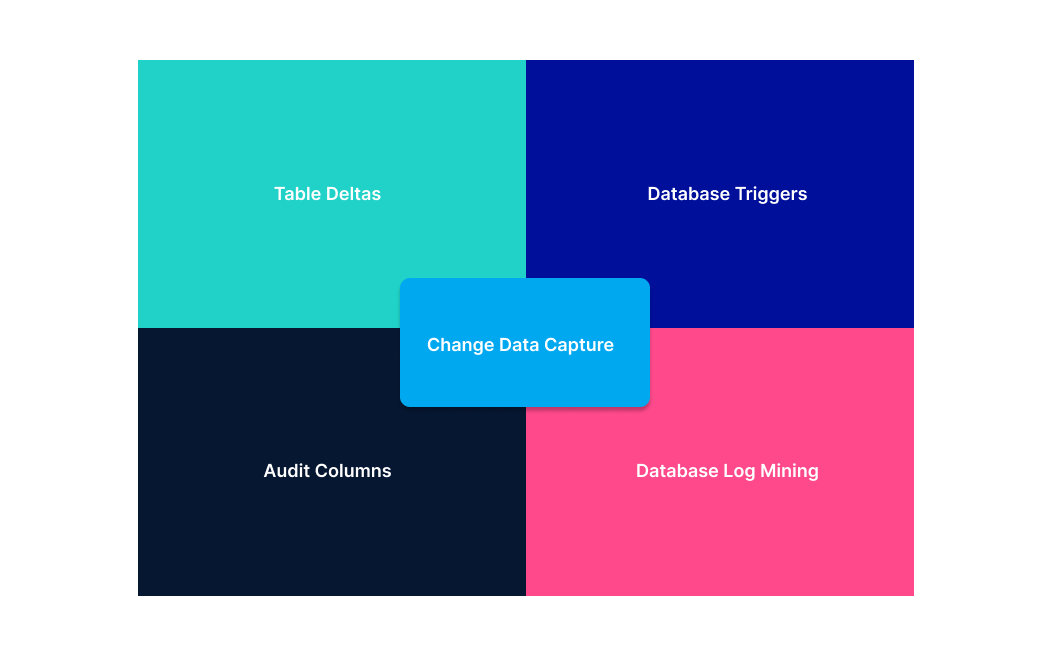 Table Deltas
Database Triggers
Change Data Capture
Audit Columns
Database Log Mining